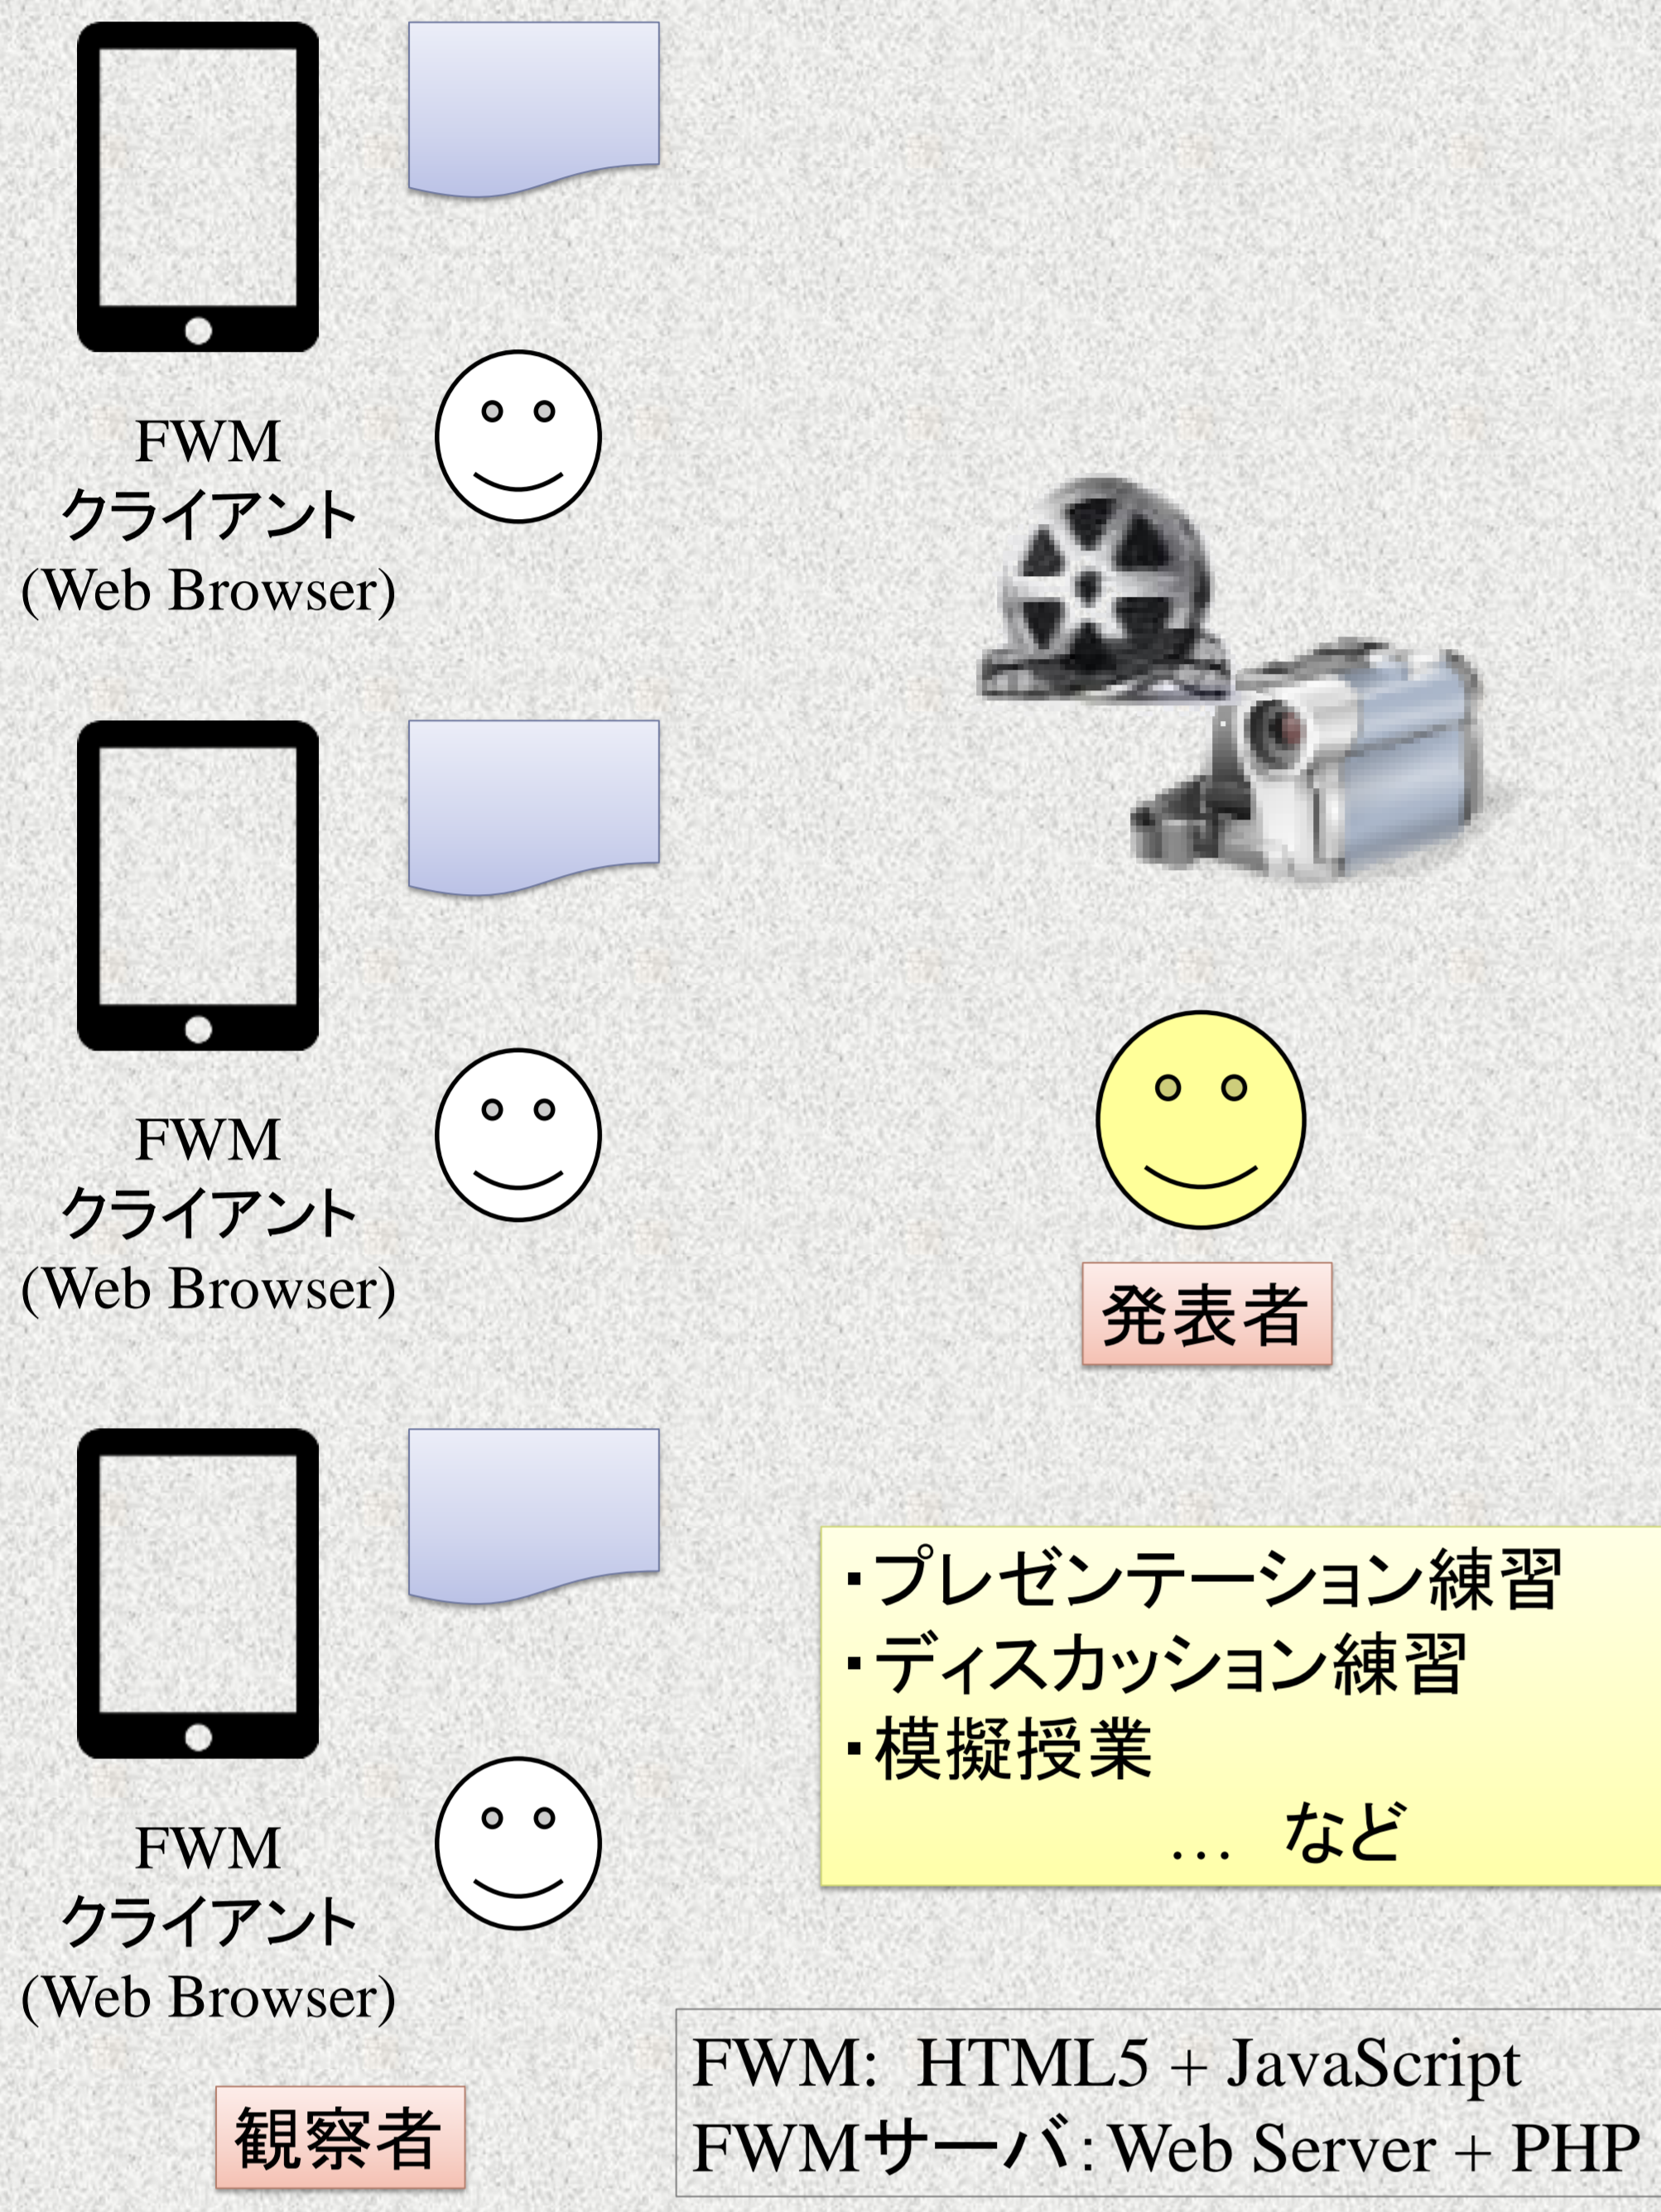 FWM
クライアント
(Web Browser)
FWM
クライアント
(Web Browser)
発表者
FWM
クライアント
(Web Browser)
観察者
・プレゼンテーション練習
・ディスカッション練習
・模擬授業
… など
FWM: HTML5 + JavaScript
FWMサーバ: Web Server + PHP